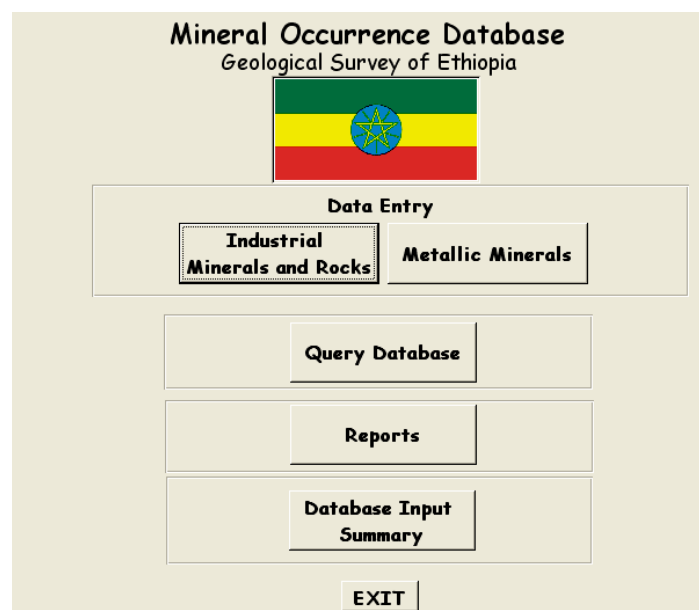 Mineral Occurrence Database
Geological Survey of Ethiopia
Data Entry
Industrial
Minerals and Rocks
Metallic Minerals
Query Database
Reports
Database Input
Summary
EXIT